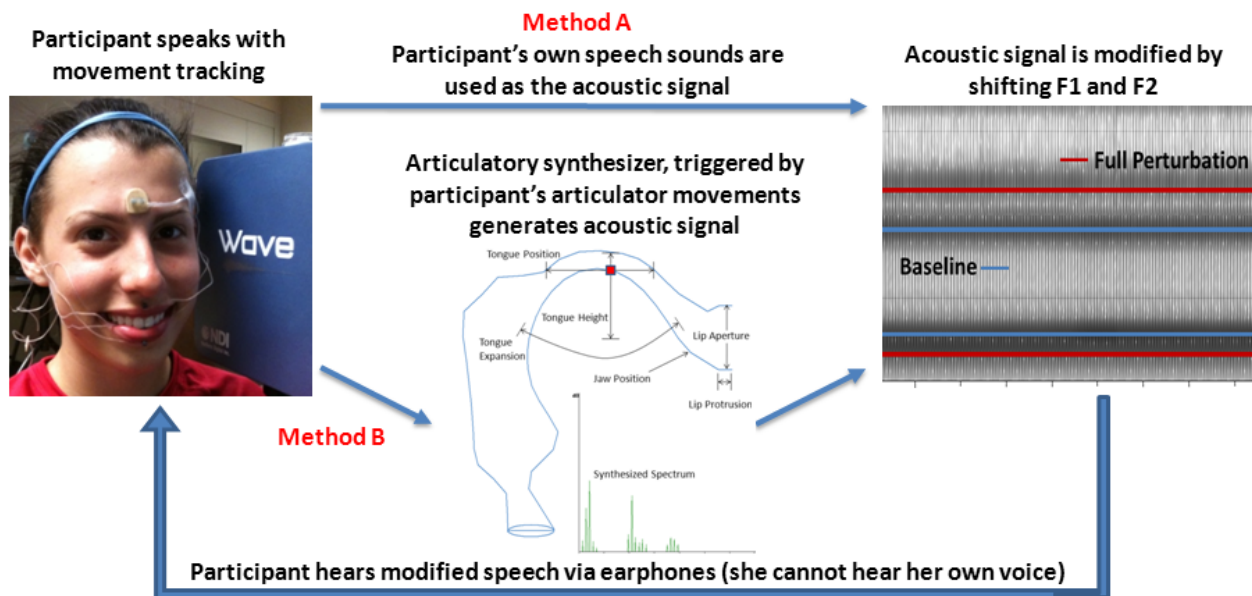 Participant speaks with
movement tracking
Wave
NDI
Method A
Participant's own speech sounds are
used as the acoustic signal
Articulatory synthesizer, triggered by
participant's articulator movements
generates acoustic signal
Tongue Position
Tongue Height
Tongue
Expansion
Lip Aperture
Jaw Position
Lip Protrusion
Synthesized Spectrum
Method B
Acoustic signal is modified by
shifting F1 and F2
Full Perturbation
Baseline
Participant hears modified speech via earphones (she cannot hear her own voice)